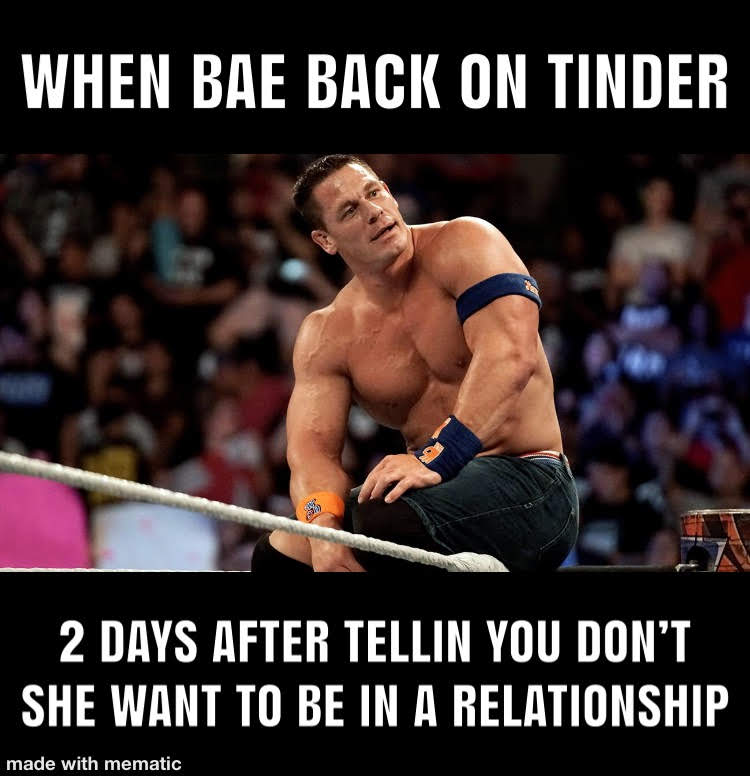 WHEN BAE BACK ON TINDER
2 DAYS AFTER TELLIN YOU DON'T
SHE WANT TO BE IN A RELATIONSHIP
made with mematic